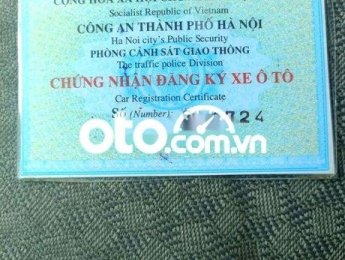 Socialist Republic of Vietnam
CÔNG AN THÀNH PHỐ HÀ NỘI
Ha Noi city's Public Security
PHÒNG CẢNH SÁT GIAO THÔNG
The traffic police Division
CHỨNG NHẬN ĐĂNG KÝ XE Ô TÔ
Car Registration Certificate
Số (Number): 724
oto.com.vn